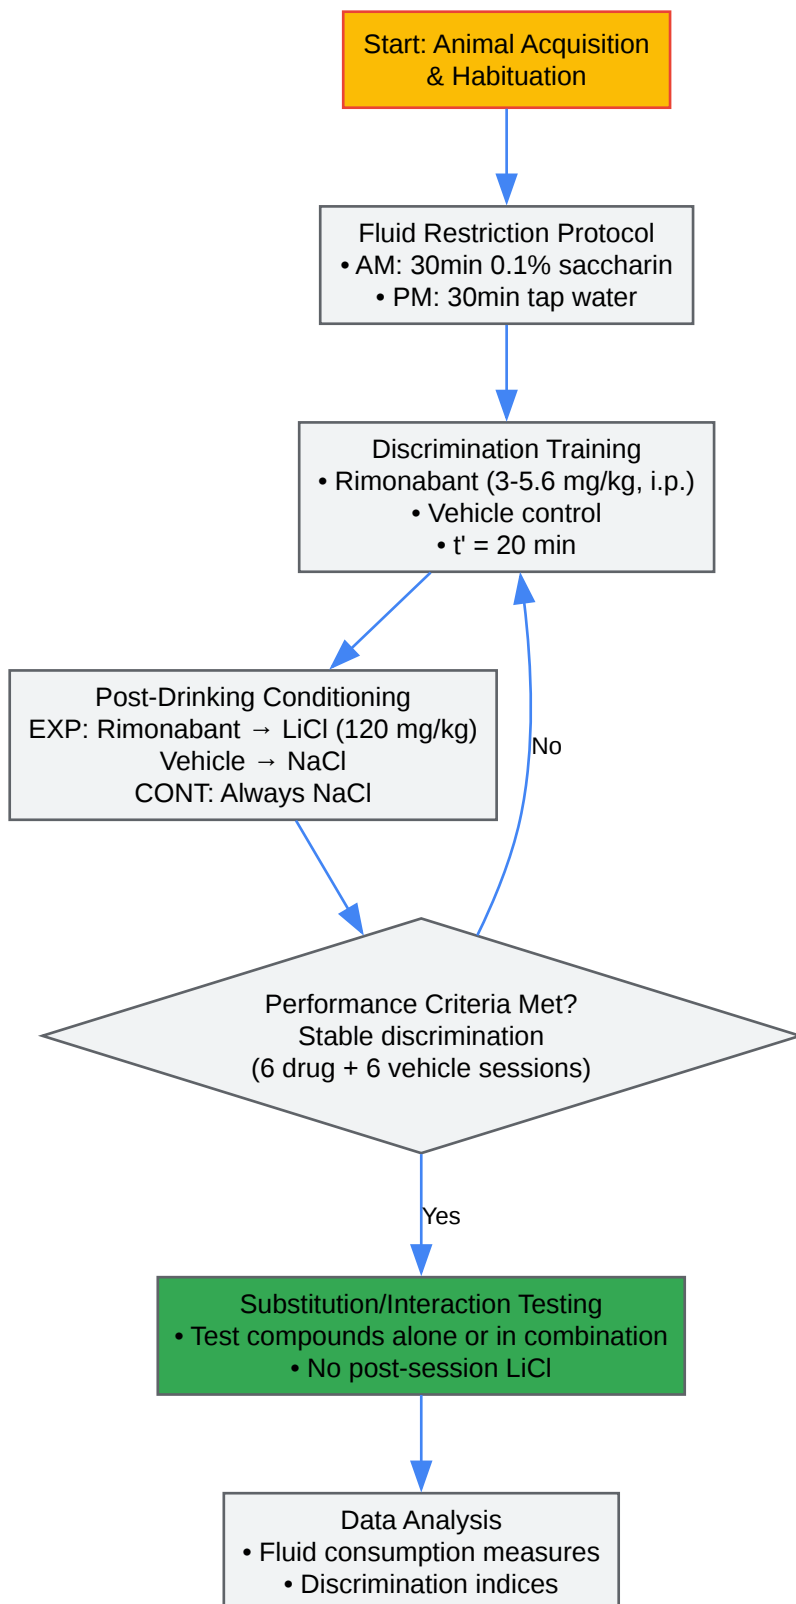 Start: Animal Acquisition
& Habituation
Fluid Restriction Protocol
• AM: 30min 0.1% saccharin
• PM: 30min tap water
Discrimination Training
• Rimonabant (3-5.6 mg/kg, i.p.)
• Vehicle control
• t' = 20 min
Post-Drinking Conditioning
EXP: Rimonabant → LiCl (120 mg/kg)
Vehicle → NaCl
CONT: Always NaCl
No
Performance Criteria Met?
Stable discrimination
(6 drug + 6 vehicle sessions)
Yes
Substitution/Interaction Testing
• Test compounds alone or in combination
• No post-session LiCl
Data Analysis
• Fluid consumption measures
• Discrimination indices